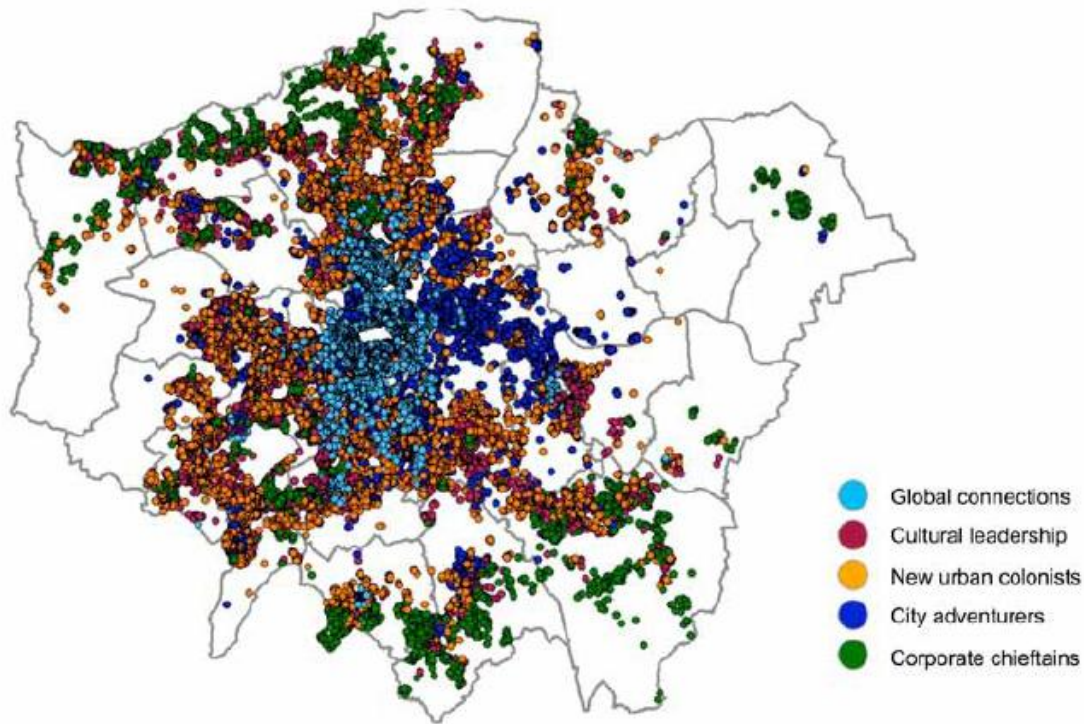 Global connections
Cultural leadership
New urban colonists
City adventurers
Corporate chieftains